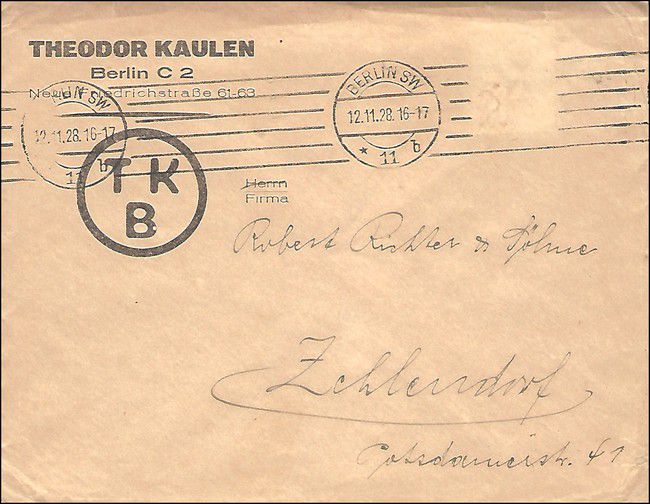 THEODOR KAULEN
Berlin C 2
Neue Friedrichstraße 61-63
BERLIN SW
12.11.28.16-17
11 b
BERLIN SW
12.11.28.16-17
* 11 b
T K
B
Herrn
Firma
Robert Richter & Söhne
Zehlendorf
Potsdamerstr. 41